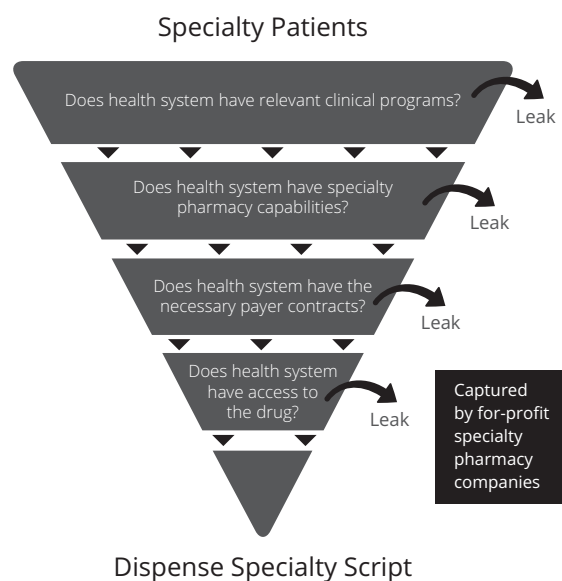 Specialty Patients
Does health system have relevant clinical programs?
Leak
Does health system have specialty
pharmacy capabilities?
Leak
Does health system have the
necessary payer contracts?
Leak
Does health system
have access to
the drug?
Leak
Captured
by for-profit
specialty
pharmacy
companies
Dispense Specialty Script